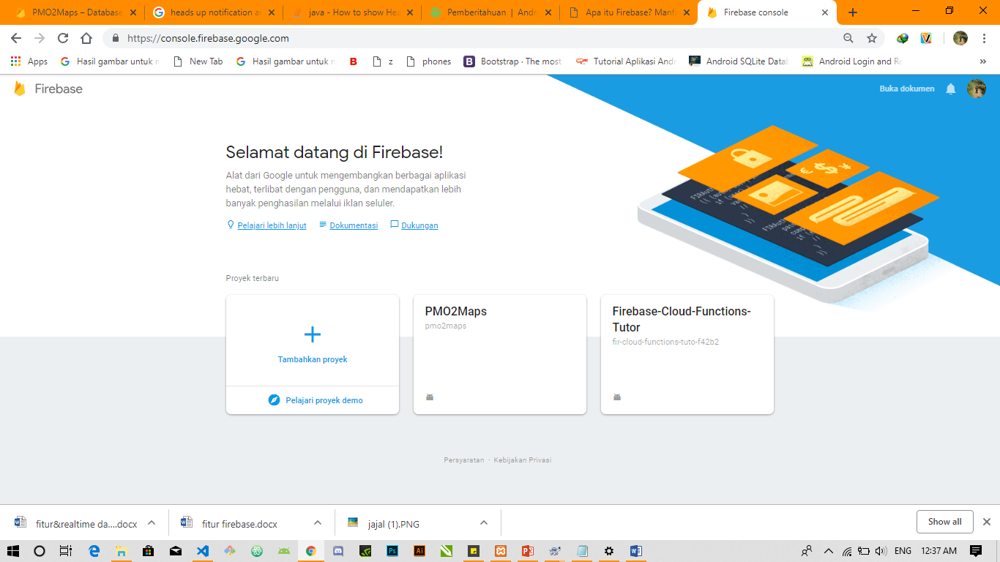 PMO2Maps – Database
heads up notification a
java - How to show Hea
Pemberitahuan | Andr
Apa itu Firebase? Manfa
Firebase console
https://console.firebase.google.com
Apps
Hasil gambar untuk
New Tab
Hasil gambar untuk
B
z
phones
B
Bootstrap · The most
Tutorial Aplikasi Andr
Android SQLite Datab
Android Login and Re
»
Firebase
Buka dokumen
Selamat datang di Firebase!
Alat dari Google untuk mengembangkan berbagai aplikasi
hebat, terlibat dengan pengguna, dan mendapatkan lebih
banyak penghasilan melalui iklan seluler.
Pelajari lebih lanjut
Dokumentasi
Dukungan
Proyek terbaru
Tambahkan proyek
Pelajari proyek demo
PMO2Maps
pmo2maps
Firebase-Cloud-Functions-
Tutor
fir-cloud-functions-tuto-f42b2
Persyaratan · Kebijakan Privasi
fitur&realtime da....docx
fitur firebase.docx
jajal (1).PNG
Show all
ENG
12:37 AM